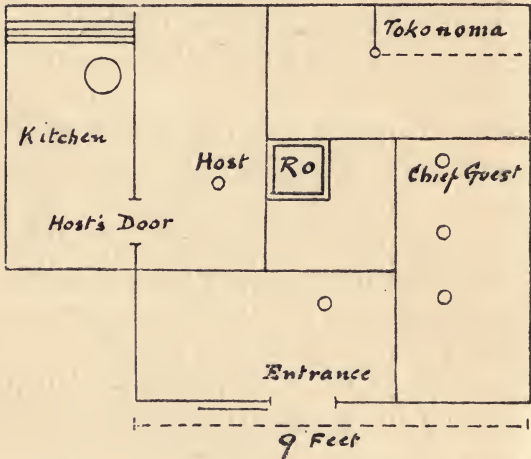 Tokonoma
Kitchen
Host
Ro
Chief Guest
Host's Door
Entrance
9 Feet